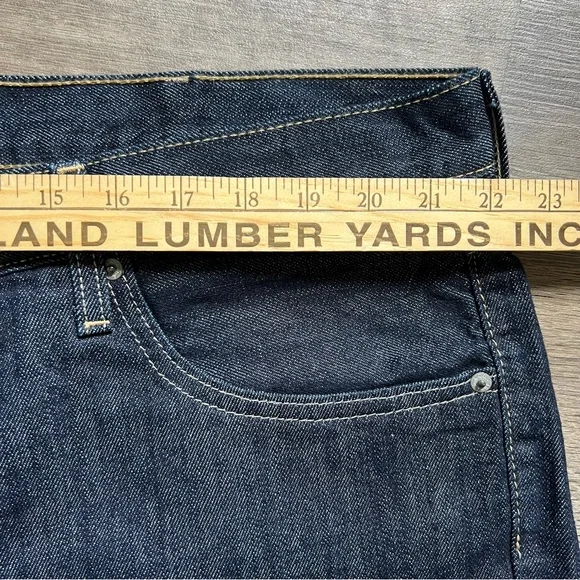 15 16 17 18 19 20 21 22 23
LAND LUMBER YARDS INC